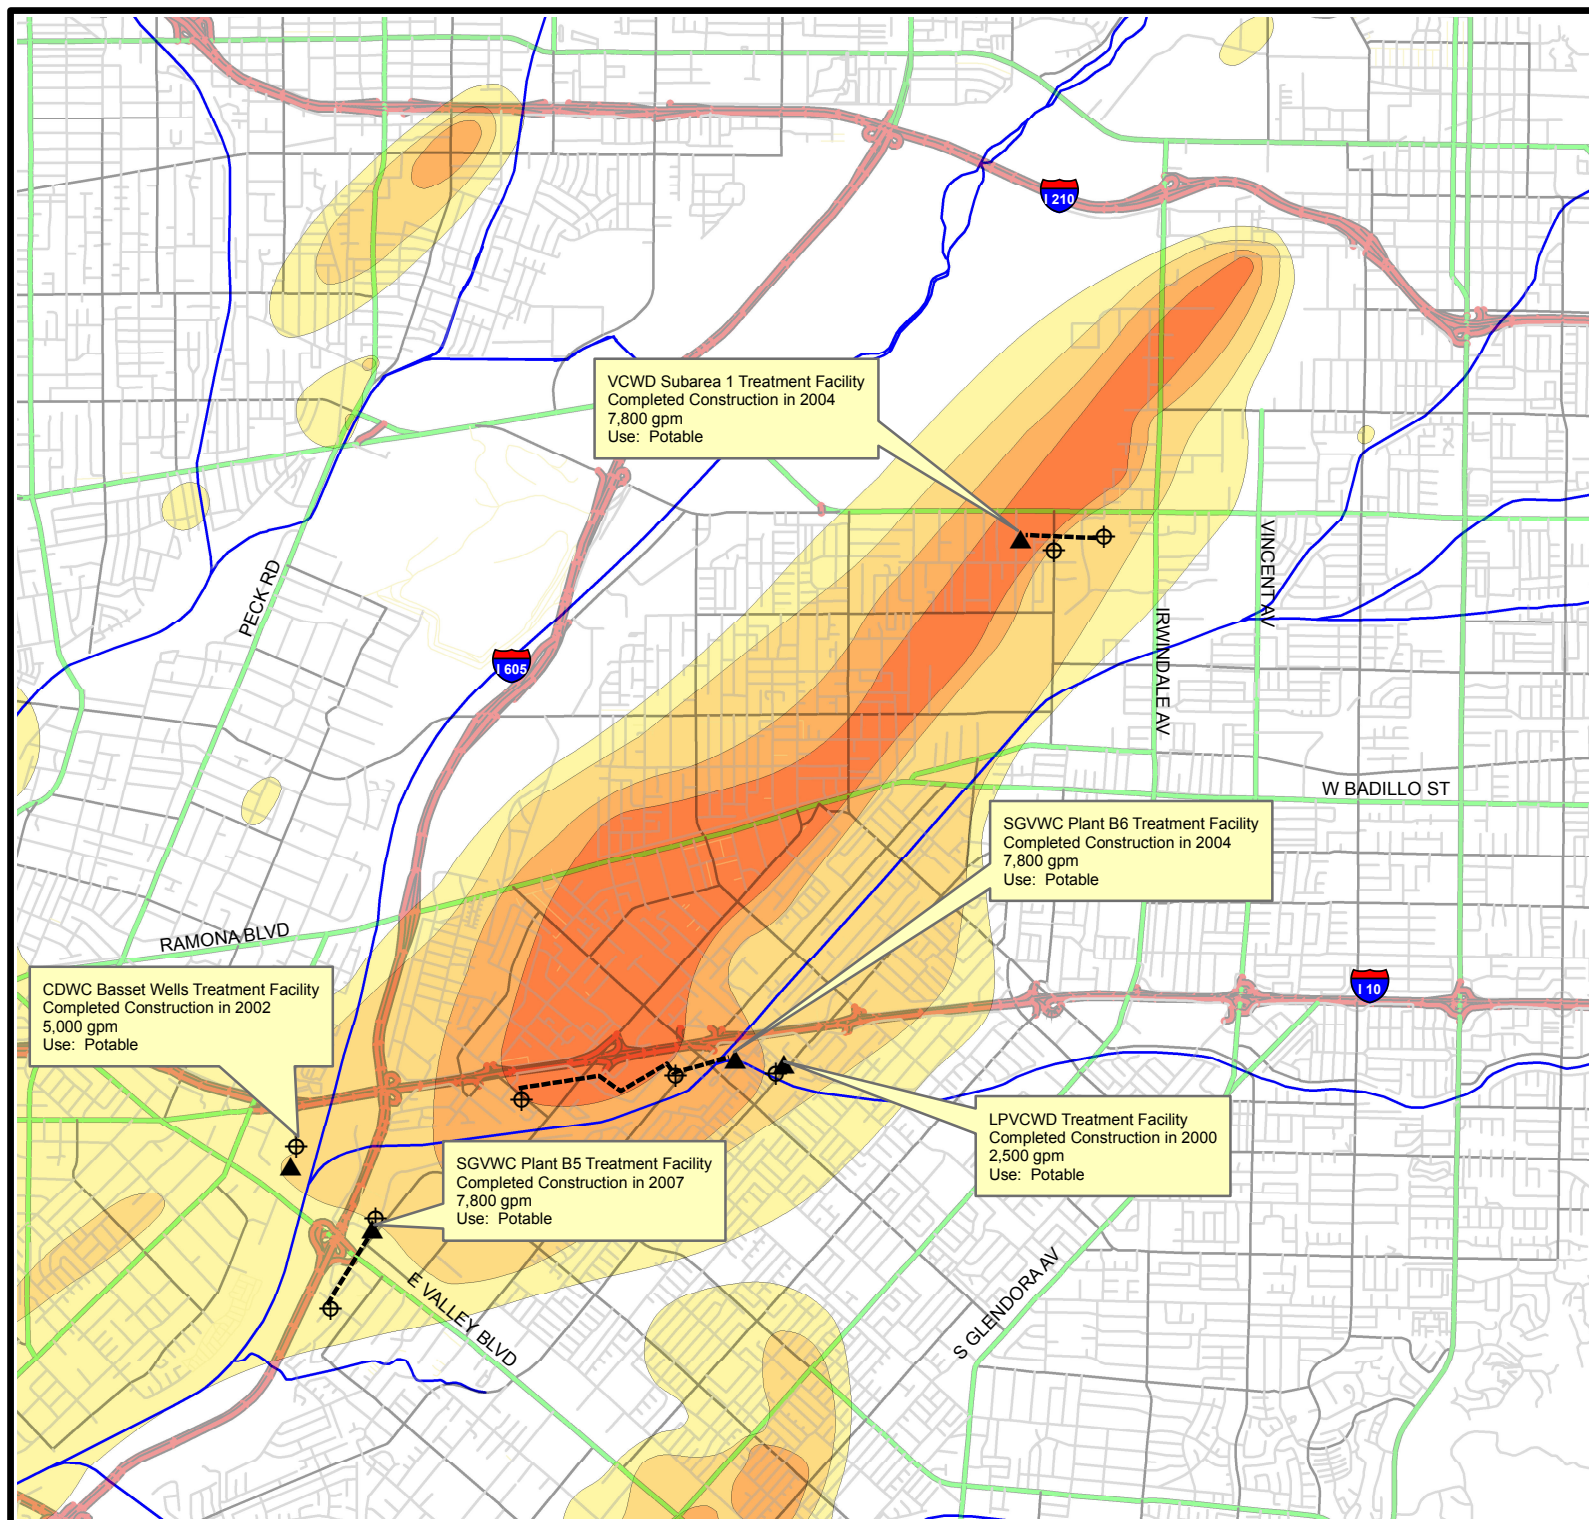 I 210
VCWD Subarea 1 Treatment Facility
Completed Construction in 2004
7,800 gpm
Use: Potable
PECK RD
I 605
VINCENT AV
IRWINDALE AV
W BADILLO ST
SGVWC Plant B6 Treatment Facility
Completed Construction in 2004
7,800 gpm
Use: Potable
RAMONA BLVD
CDWC Basset Wells Treatment Facility
Completed Construction in 2002
5,000 gpm
Use: Potable
I 10
LPVCWD Treatment Facility
Completed Construction in 2000
2,500 gpm
Use: Potable
SGVWC Plant B5 Treatment Facility
Completed Construction in 2007
7,800 gpm
Use: Potable
E VALLEY BLVD
S GLENDORA AV